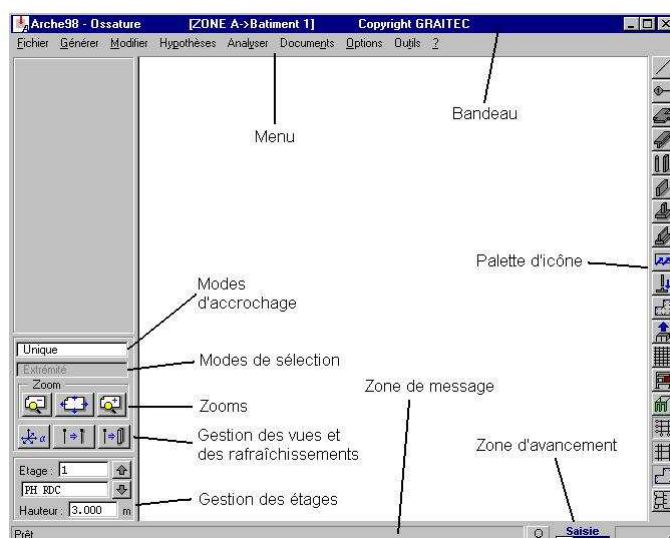 Arche98 - Ossature [ZONE A->Batiment 1] Copyright GRAITEC
Fichier Générer Modifier Hypothèses Analyser Documents Options Outils ?
Menu
Bandeau
Palette d'icône
Modes
d'accrochage
Unique
Modes de sélection
Extrémité
Zoom
Zooms
Zone de message
Gestion des vues et
des rafraîchissements
Zone d'avancement
Etage : 1
PH RDC
Gestion des étages
Hauteur : 3.000 m
Prêt
Saisie